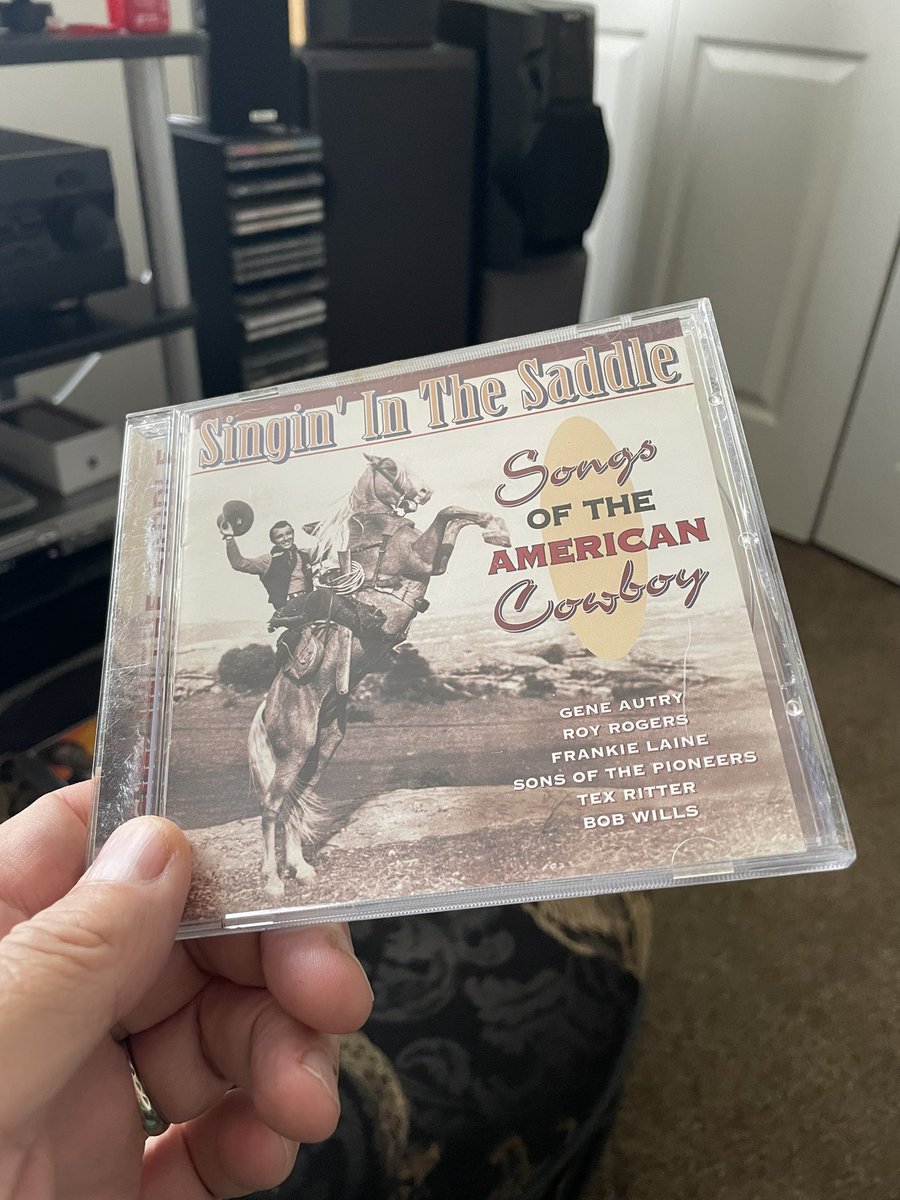 Singin' In The Saddle
Songs
OF THE
AMERICAN
Cowboy
GENE AUTRY
ROY ROGERS
FRANKIE LAINE
SONS OF THE PIONEERS
TEX RITTER
BOB WILLS